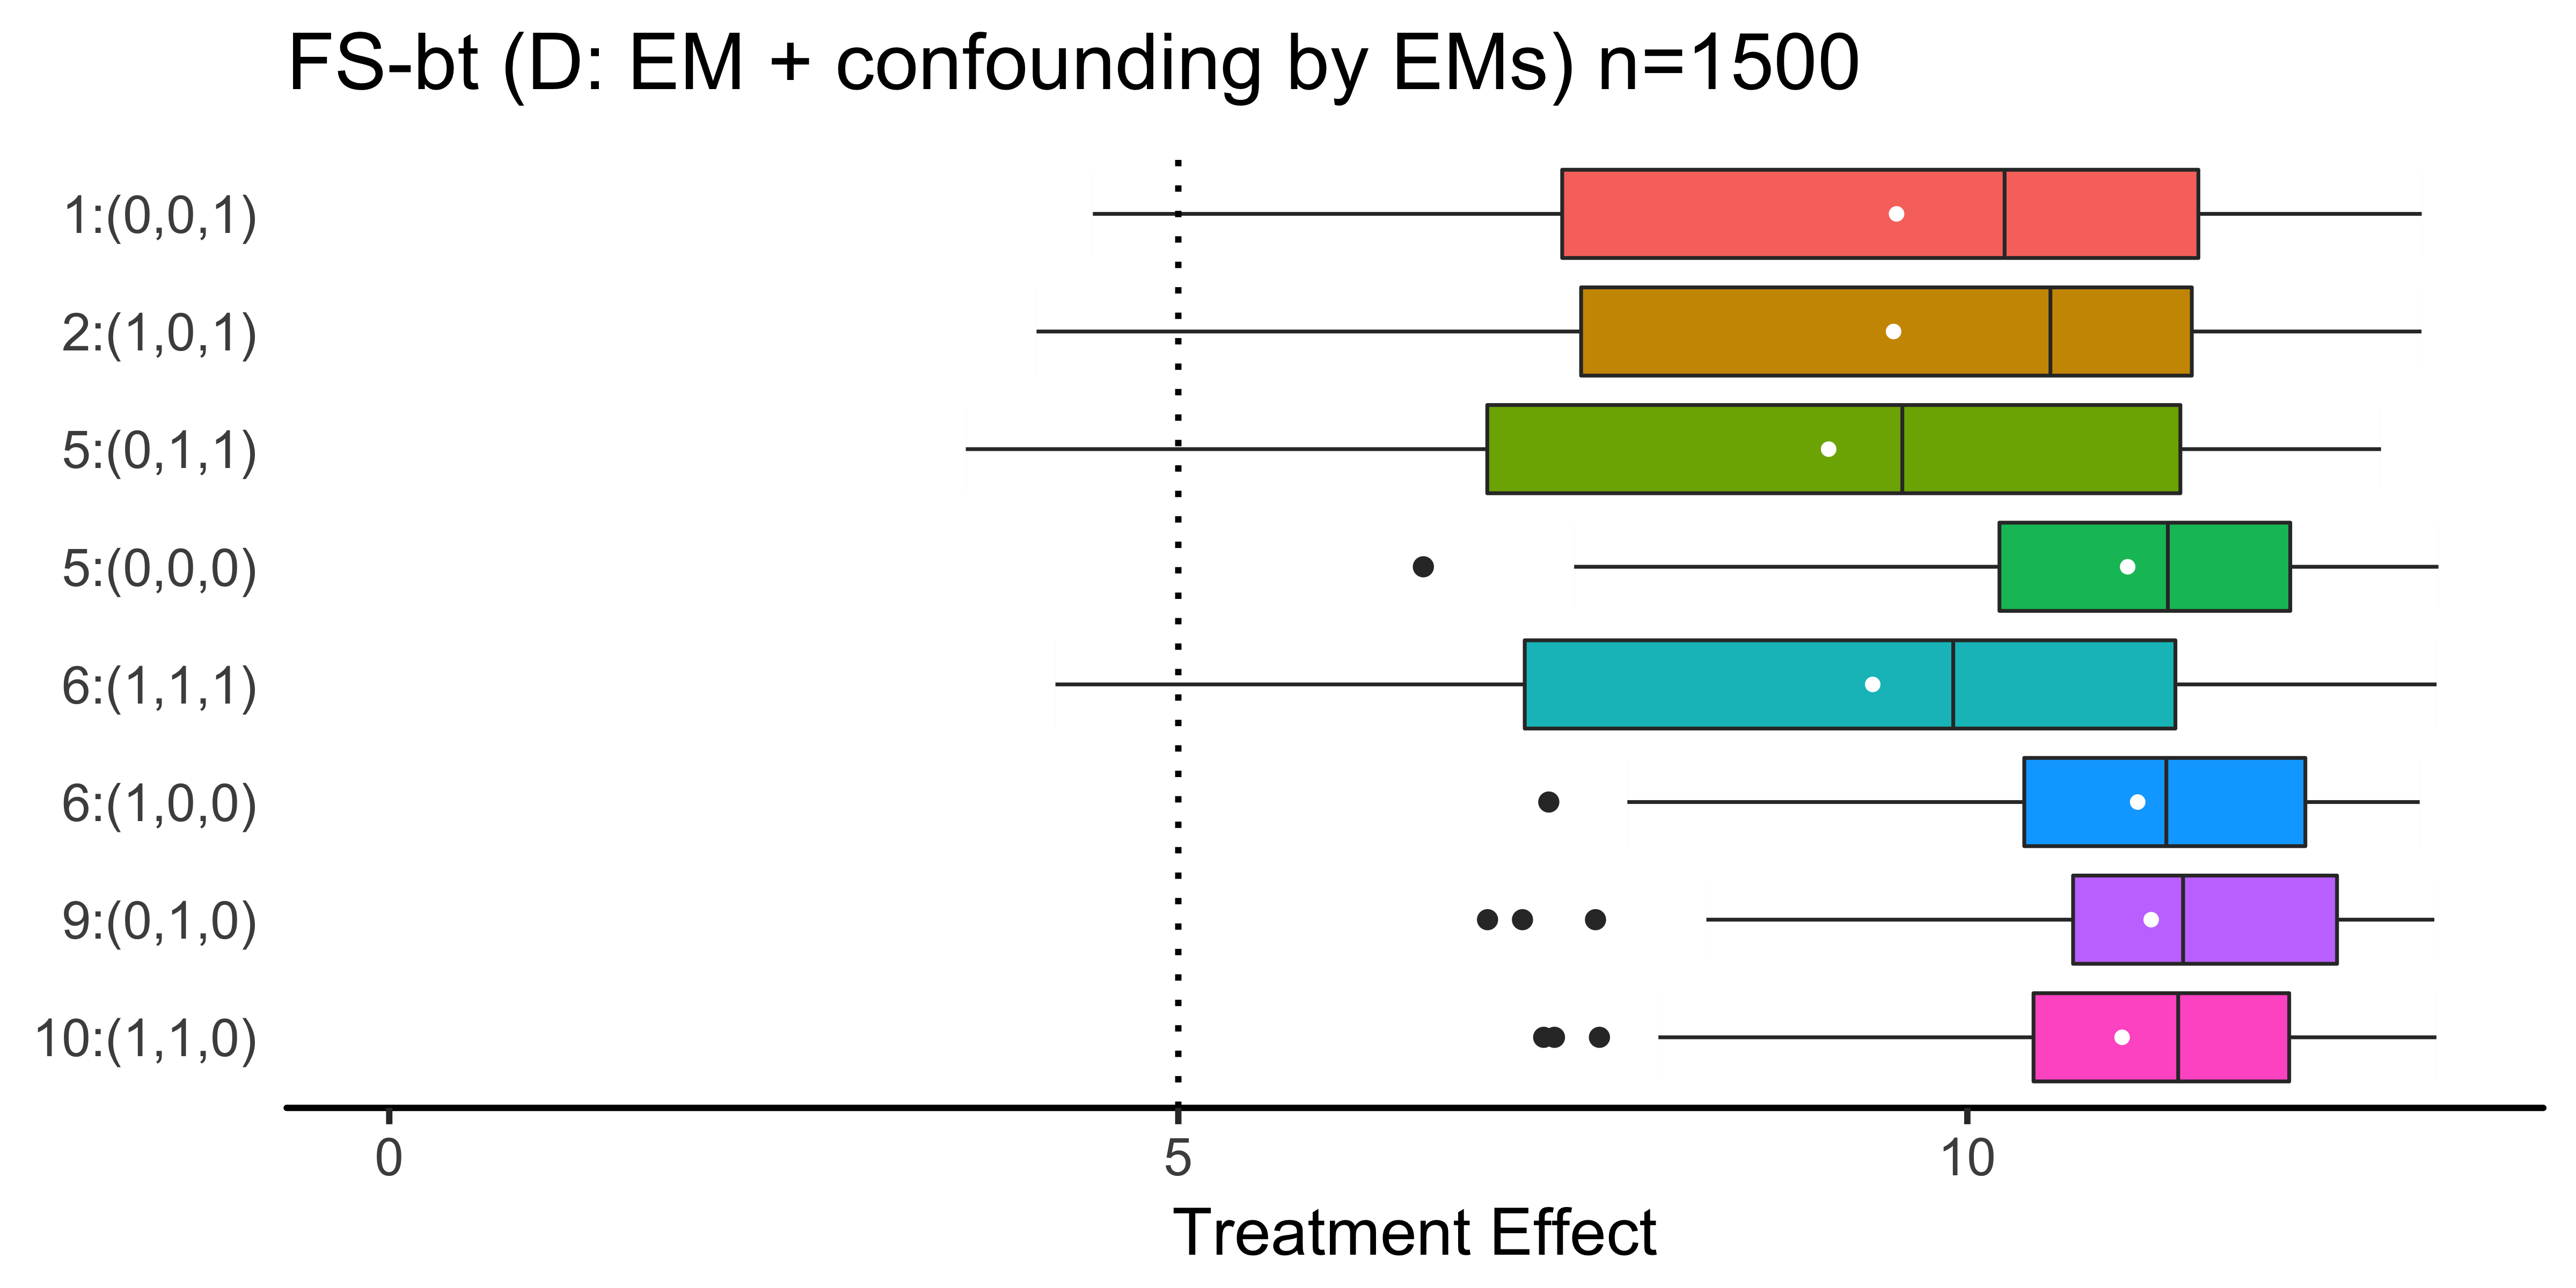 FS-bt (D: EM + confounding by EMs) n=1500
1:(0,0,1)
2:(1,0,1)
5:(0,1,1)
5:(0,0,0)
6:(1,1,1)
6:(1,0,0)
9:(0,1,0)
10:(1,1,0)
0 5 10
Treatment Effect